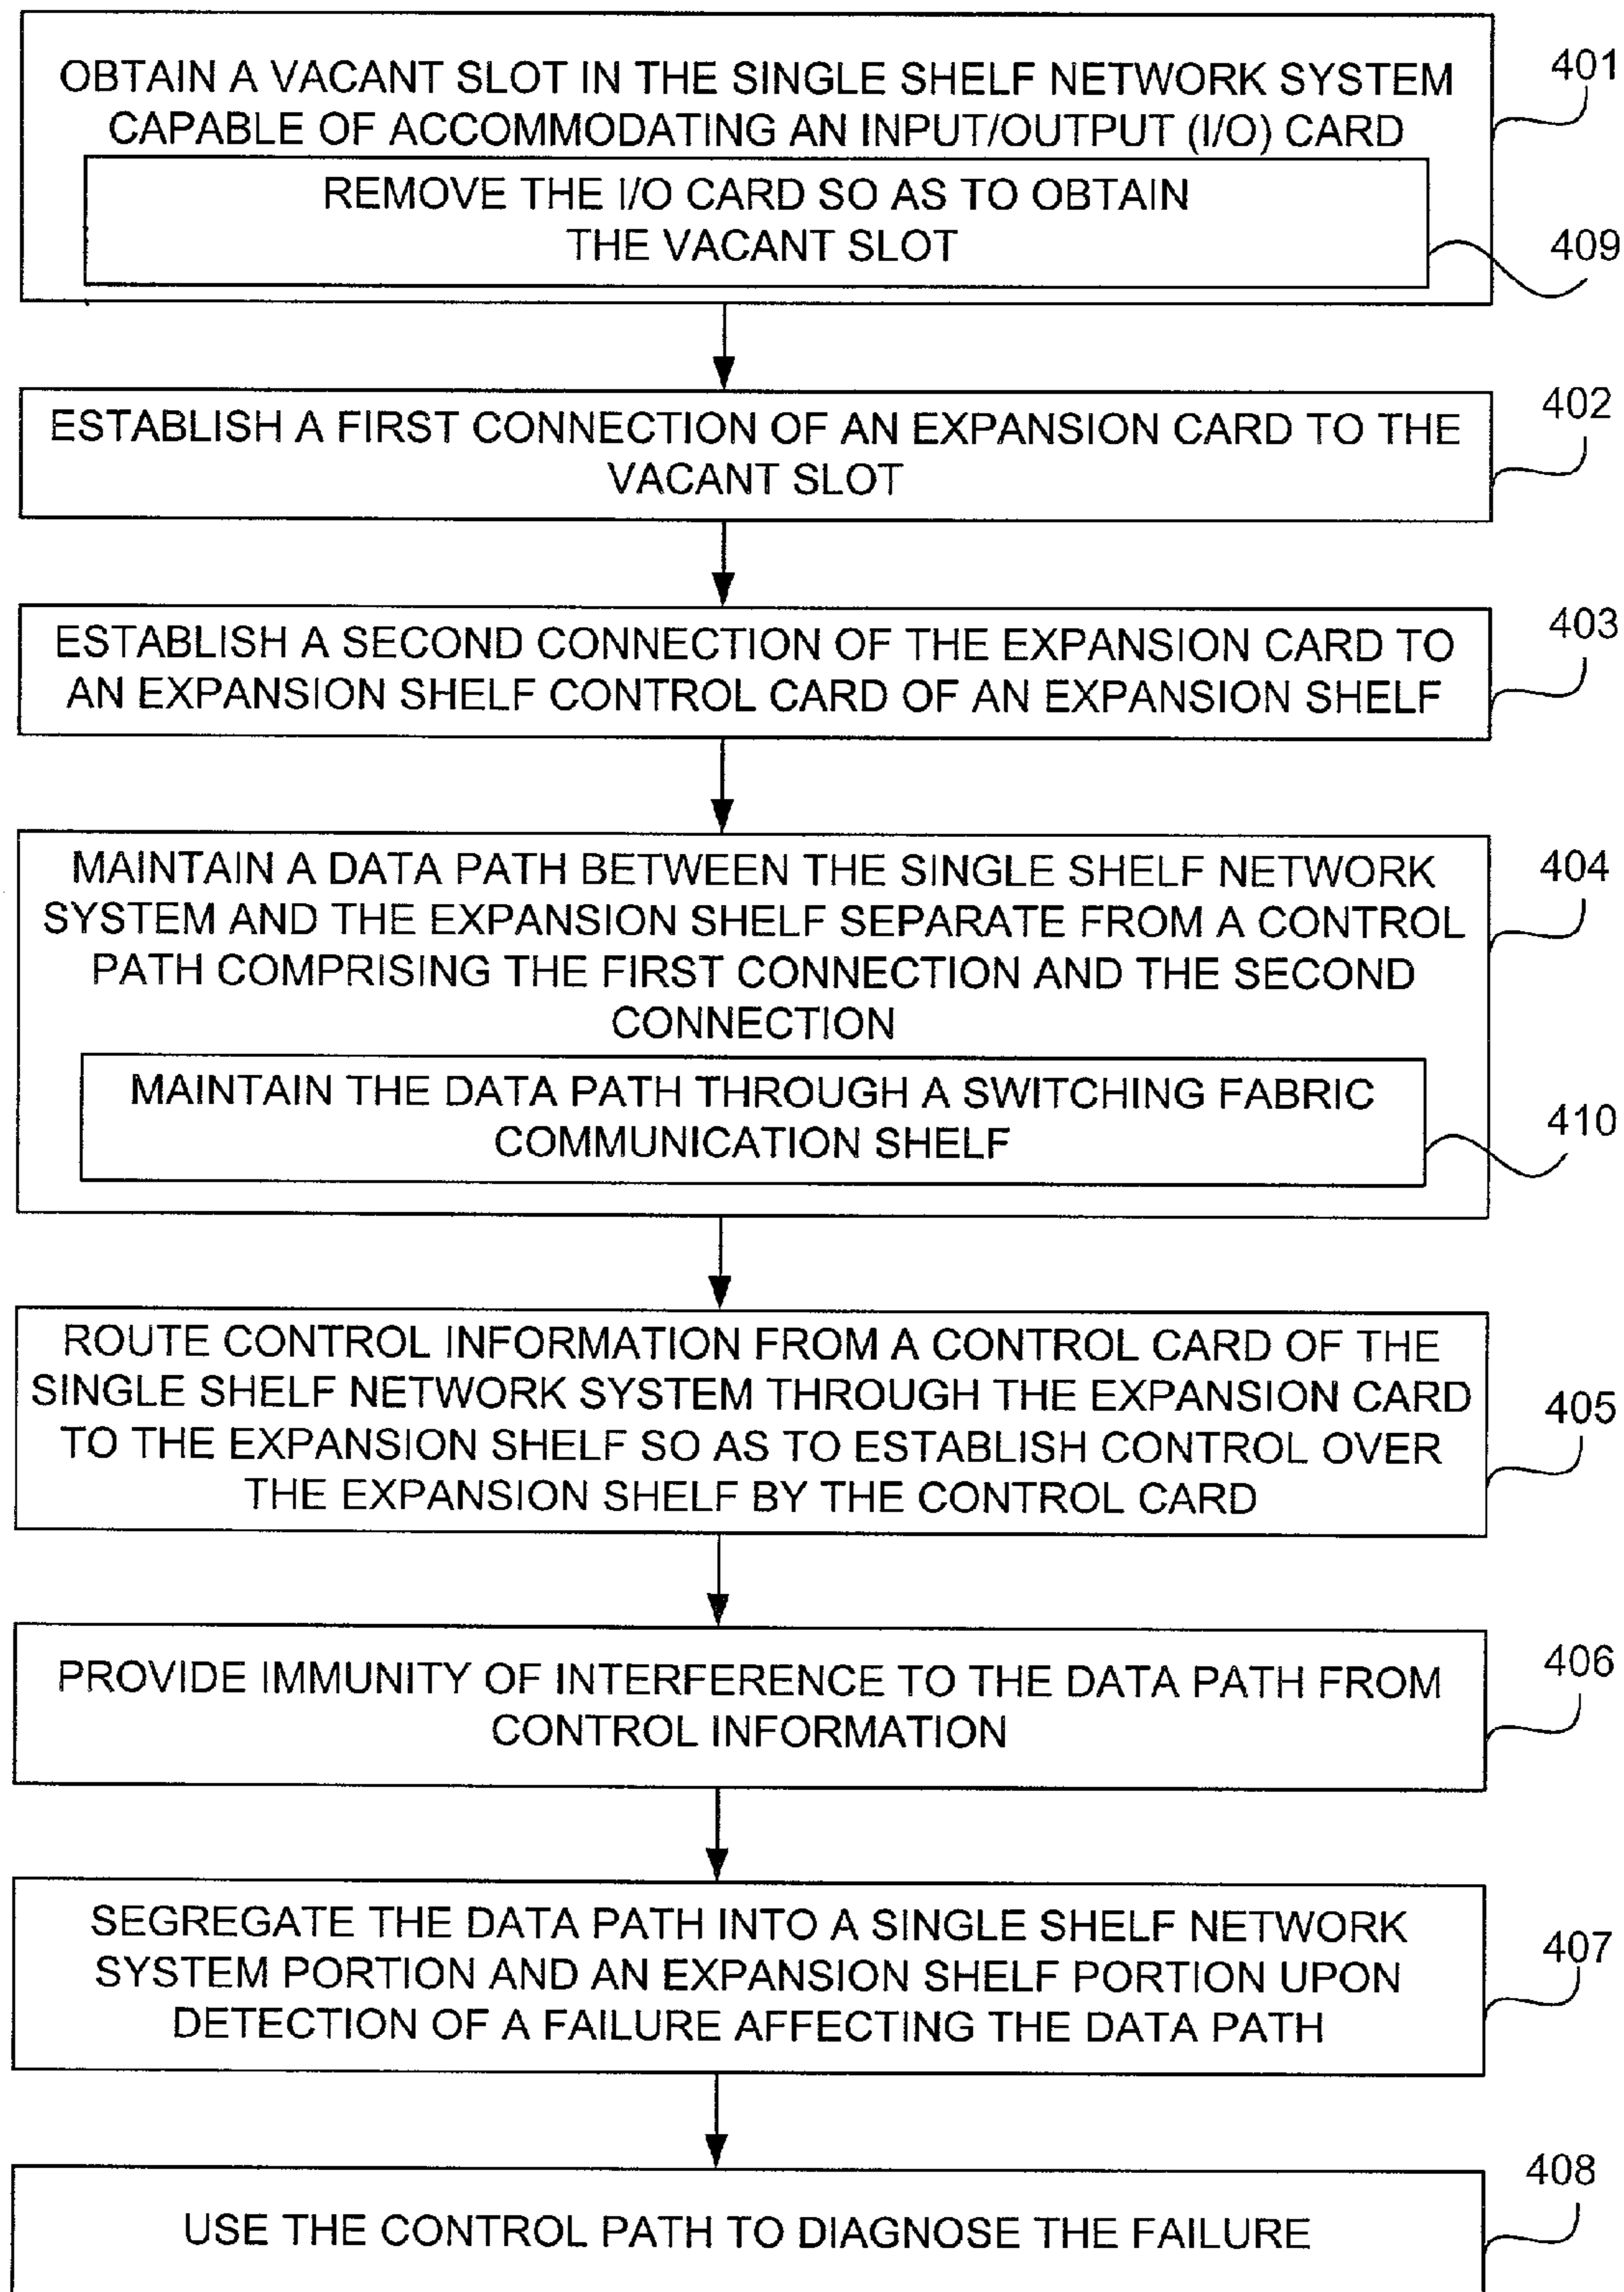 OBTAIN A VACANT SLOT IN THE SINGLE SHELF NETWORK SYSTEM
CAPABLE OF ACCOMMODATING AN INPUT/OUTPUT (I/O) CARD
401
REMOVE THE I/O CARD SO AS TO OBTAIN
THE VACANT SLOT
409
ESTABLISH A FIRST CONNECTION OF AN EXPANSION CARD TO THE
VACANT SLOT
402
ESTABLISH A SECOND CONNECTION OF THE EXPANSION CARD TO
AN EXPANSION SHELF CONTROL CARD OF AN EXPANSION SHELF
403
MAINTAIN A DATA PATH BETWEEN THE SINGLE SHELF NETWORK
SYSTEM AND THE EXPANSION SHELF SEPARATE FROM A CONTROL
PATH COMPRISING THE FIRST CONNECTION AND THE SECOND
CONNECTION
404
MAINTAIN THE DATA PATH THROUGH A SWITCHING FABRIC
COMMUNICATION SHELF
410
ROUTE CONTROL INFORMATION FROM A CONTROL CARD OF THE
SINGLE SHELF NETWORK SYSTEM THROUGH THE EXPANSION CARD
TO THE EXPANSION SHELF SO AS TO ESTABLISH CONTROL OVER
THE EXPANSION SHELF BY THE CONTROL CARD
405
PROVIDE IMMUNITY OF INTERFERENCE TO THE DATA PATH FROM
CONTROL INFORMATION
406
SEGREGATE THE DATA PATH INTO A SINGLE SHELF NETWORK
SYSTEM PORTION AND AN EXPANSION SHELF PORTION UPON
DETECTION OF A FAILURE AFFECTING THE DATA PATH
407
USE THE CONTROL PATH TO DIAGNOSE THE FAILURE
408